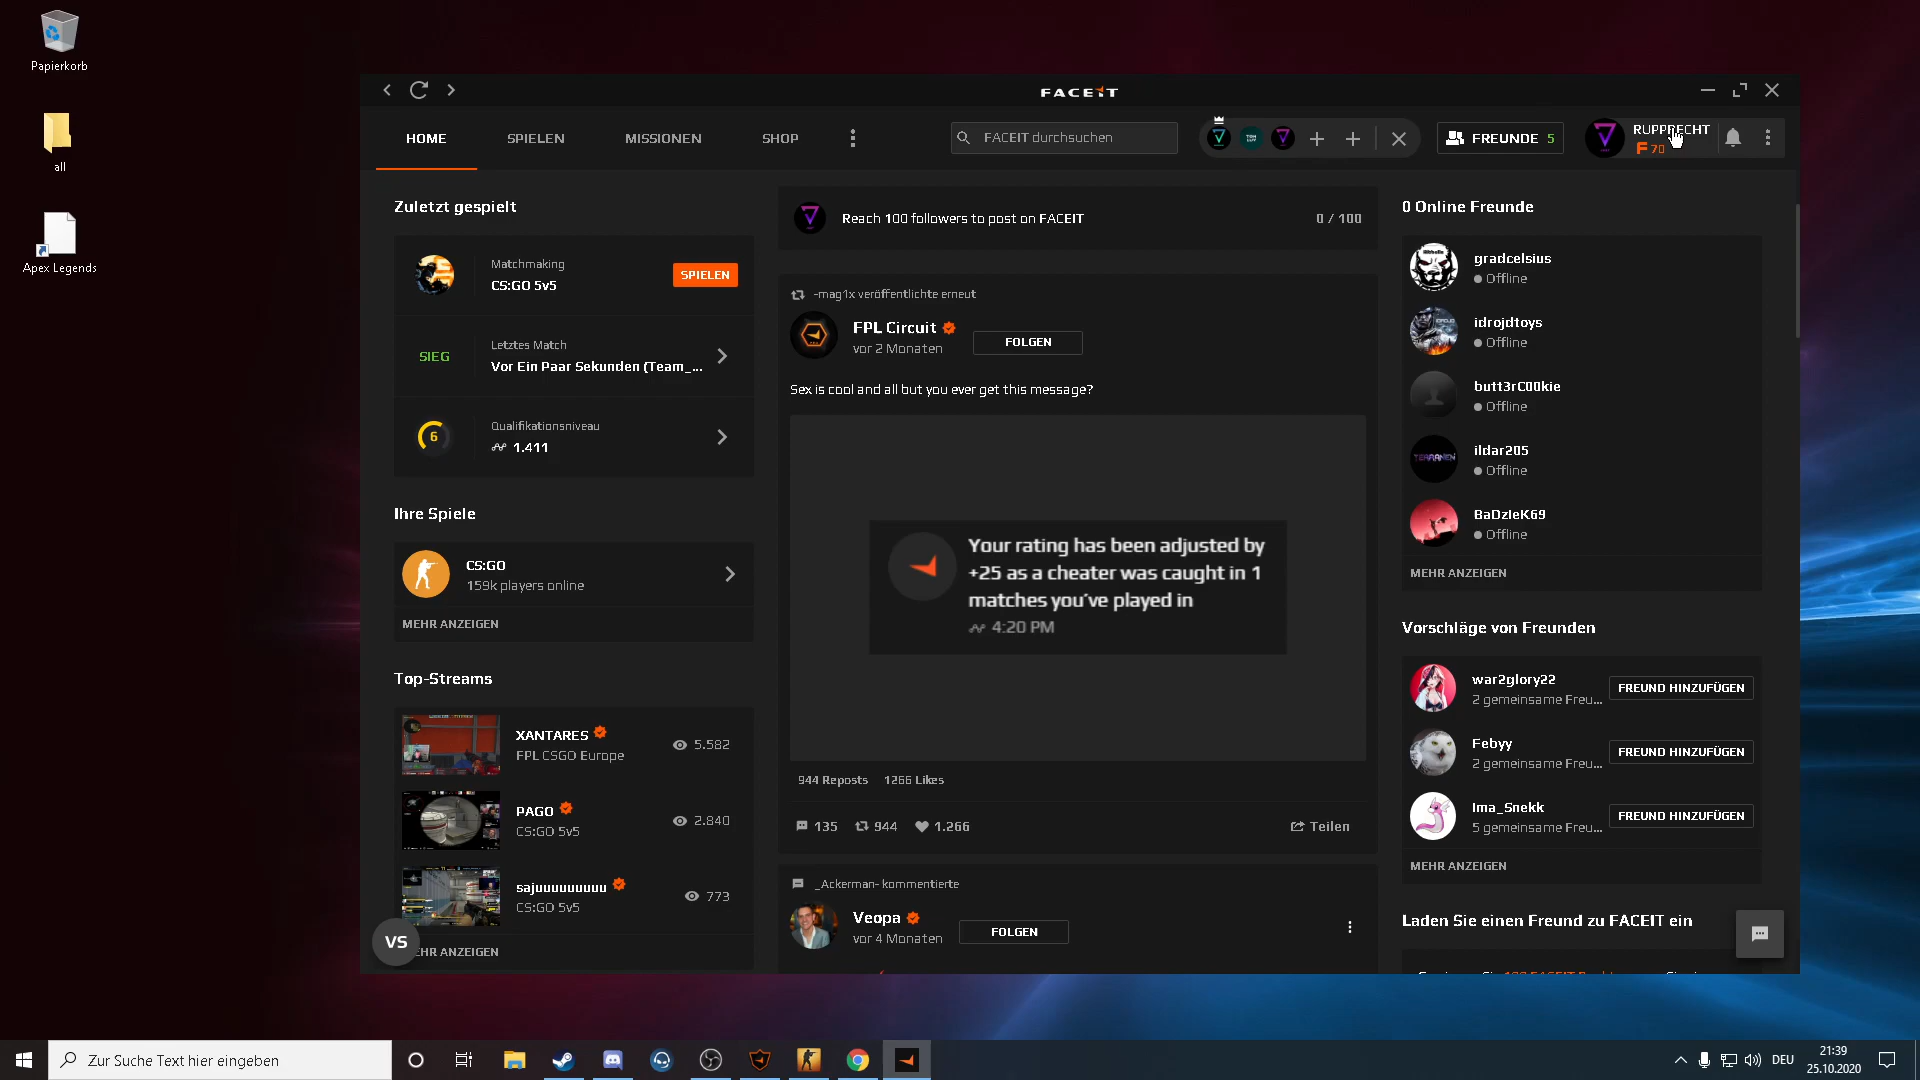 Papierkorb
all
Apex Legends
FACEIT
HOME
SPIELEN
MISSIONEN
SHOP
FACEIT durchsuchen
FREUNDE 5
RUPPRECHT
F 70
Zuletzt gespielt
Matchmaking
CS:GO 5v5
SPIELEN
SIEG
Letztes Match
Vor Ein Paar Sekunden (Team_...
6
Qualifikationsniveau
1.411
Ihre Spiele
CS:GO
159k players online
MEHR ANZEIGEN
Top-Streams
XANTARES
FPL CSGO Europe
5.582
PAGO
CS:GO 5v5
2.840
sajuuuuuuuuu
CS:GO 5v5
773
VS
EHR ANZEIGEN
Reach 100 followers to post on FACEIT
0 / 100
-mag1x veröffentlichte erneut
FPL Circuit
vor 2 Monaten
FOLGEN
Sex is cool and all but you ever get this message?
Your rating has been adjusted by
+25 as a cheater was caught in 1
matches you've played in
4:20 PM
944 Reposts 1266 Likes
135 944 1.266
Teilen
_Ackerman- kommentierte
Veopa
vor 4 Monaten
FOLGEN
0 Online Freunde
gradcelsius
Offline
idrojdtoys
Offline
butt3rC00kie
Offline
ildar205
Offline
BaDzleK69
Offline
MEHR ANZEIGEN
Vorschläge von Freunden
war2glory22
2 gemeinsame Freu...
FREUND HINZUFÜGEN
Febyy
2 gemeinsame Freu...
FREUND HINZUFÜGEN
Ima_Snekk
5 gemeinsame Freu...
FREUND HINZUFÜGEN
MEHR ANZEIGEN
Laden Sie einen Freund zu FACEIT ein
Zur Suche Text hier eingeben
DEU
21:39
25.10.2020